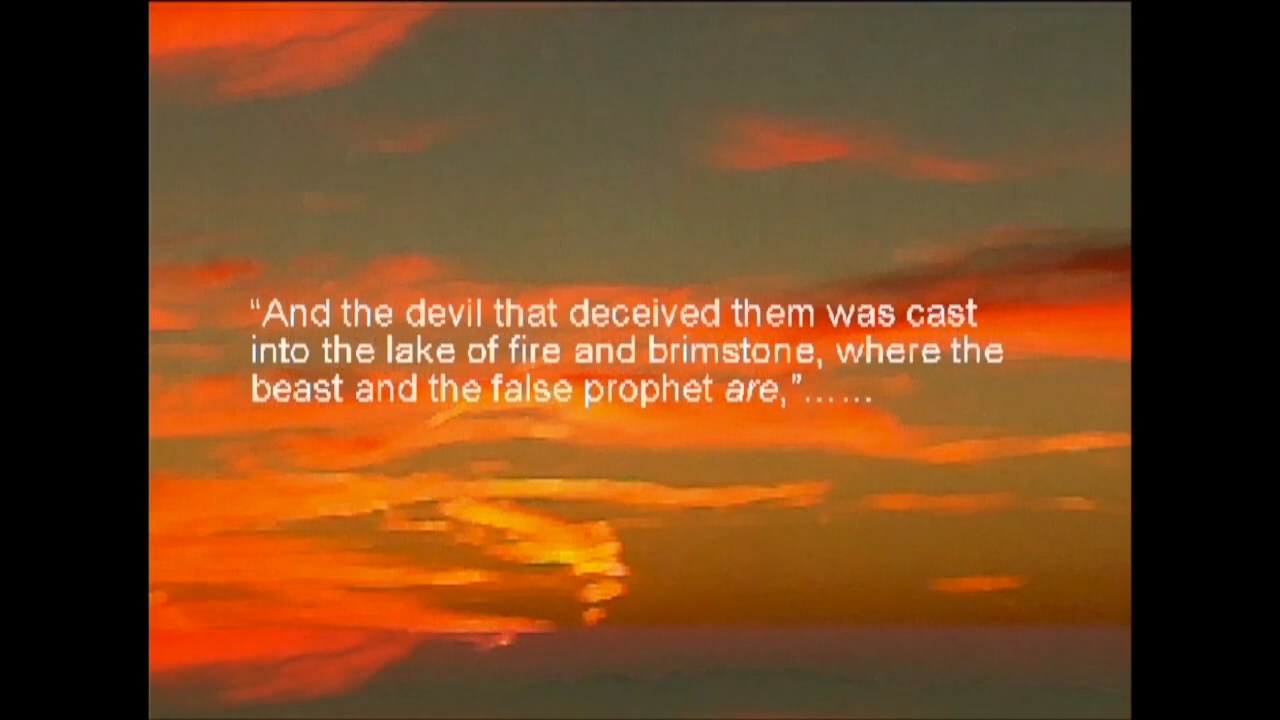 “And the devil that deceived them was cast
into the lake of fire and brimstone, where the
beast and the false prophet are,”……